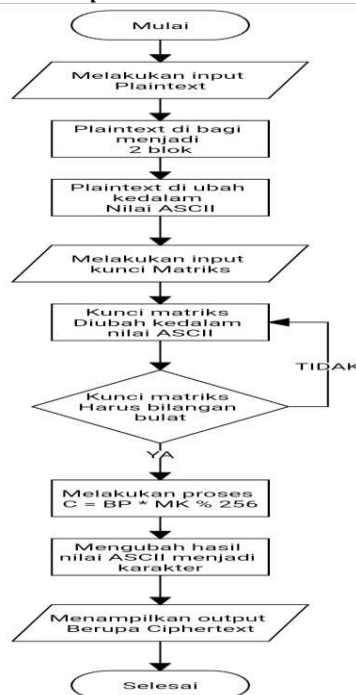 Mulai
Melakukan input
Plaintext
Plaintext di bagi
menjadi
2 blok
Plaintext di ubah
kedalam
Nilai ASCII
Melakukan input
kunci Matriks
Kunci matriks
Diubah kedalam
nilai ASCII
TIDAK
Kunci matriks
Harus bilangan
bulat
YA
Melakukan proses
C = BP * MK % 256
Mengubah hasil
nilai ASCII menjadi
karakter
Menampilkan output
Berupa Ciphertext
Selesai